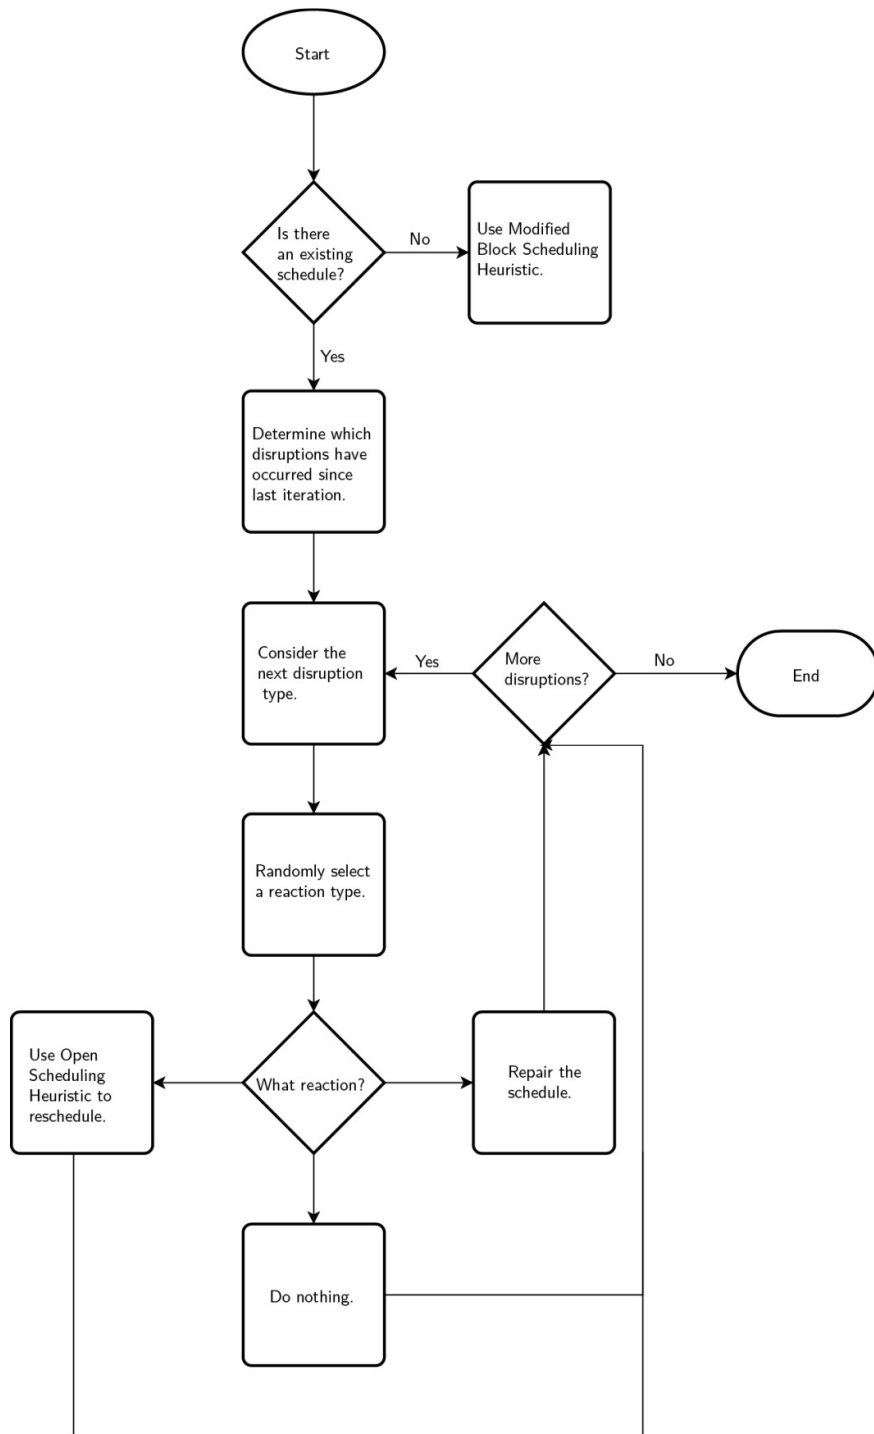 Start
Is there
an existing
schedule?
No
Use Modified
Block Scheduling
Heuristic.
Yes
Determine which
disruptions have
occurred since
last iteration.
Consider the
next disruption
type.
Yes
More
disruptions?
No
End
Randomly select
a reaction type.
Use Open
Scheduling
Heuristic to
reschedule.
What reaction?
Repair the
schedule.
Do nothing.